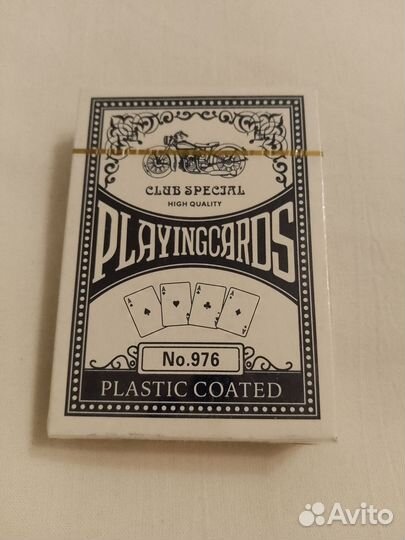 CLUB SPECIAL
HIGH QUALITY
PLAYINGCARDS
A A A A
A
No.976
PLASTIC COATED
Avito